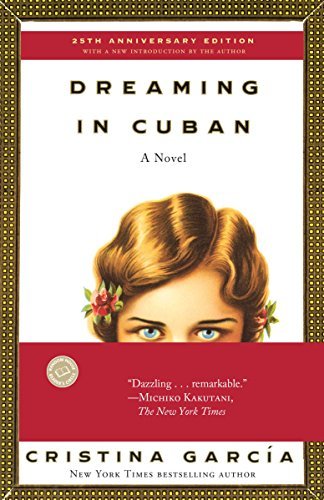 25TH ANNIVERSARY EDITION
WITH A NEW INTRODUCTION BY THE AUTHOR
DREAMING
IN CUBAN
A Novel
"Dazzling . . . remarkable."
—MICHIKO KAKUTANI,
The New York Times
CRISTINA GARCÍA
NEW YORK TIMES BESTSELLING AUTHOR